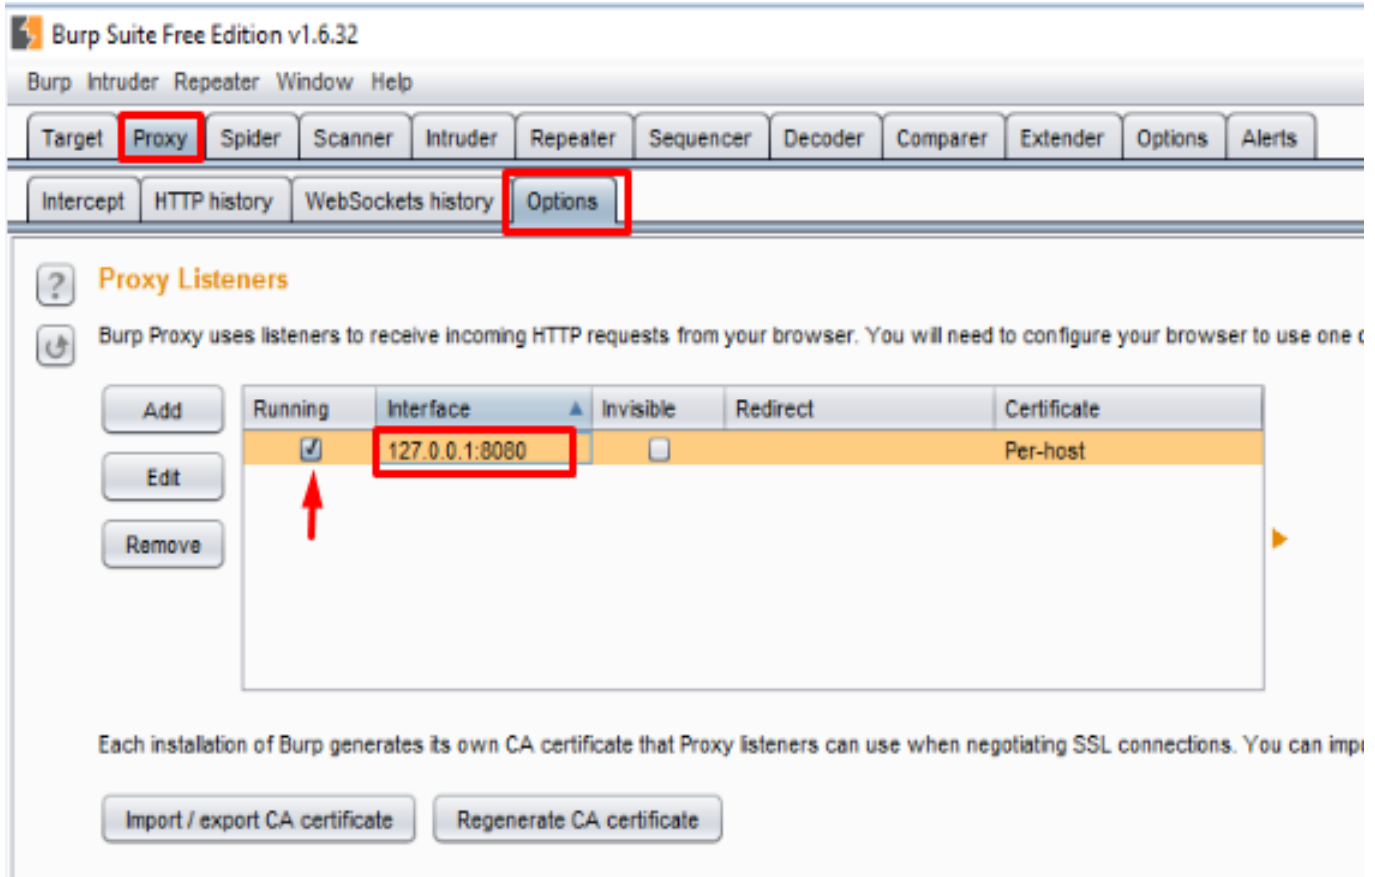 Burp Suite Free Edition v1.6.32
Burp Intruder Repeater Window Help
Target Proxy Spider Scanner Intruder Repeater Sequencer Decoder Comparer Extender Options Alerts
Intercept HTTP history WebSockets history Options
? Proxy Listeners
Burp Proxy uses listeners to receive incoming HTTP requests from your browser. You will need to configure your browser to use one
Add Running Interface Invisible Redirect Certificate
127.0.0.1:8080 Per-host
Edit
Remove
Each installation of Burp generates its own CA certificate that Proxy listeners can use when negotiating SSL connections. You can
Import / export CA certificate Regenerate CA certificate